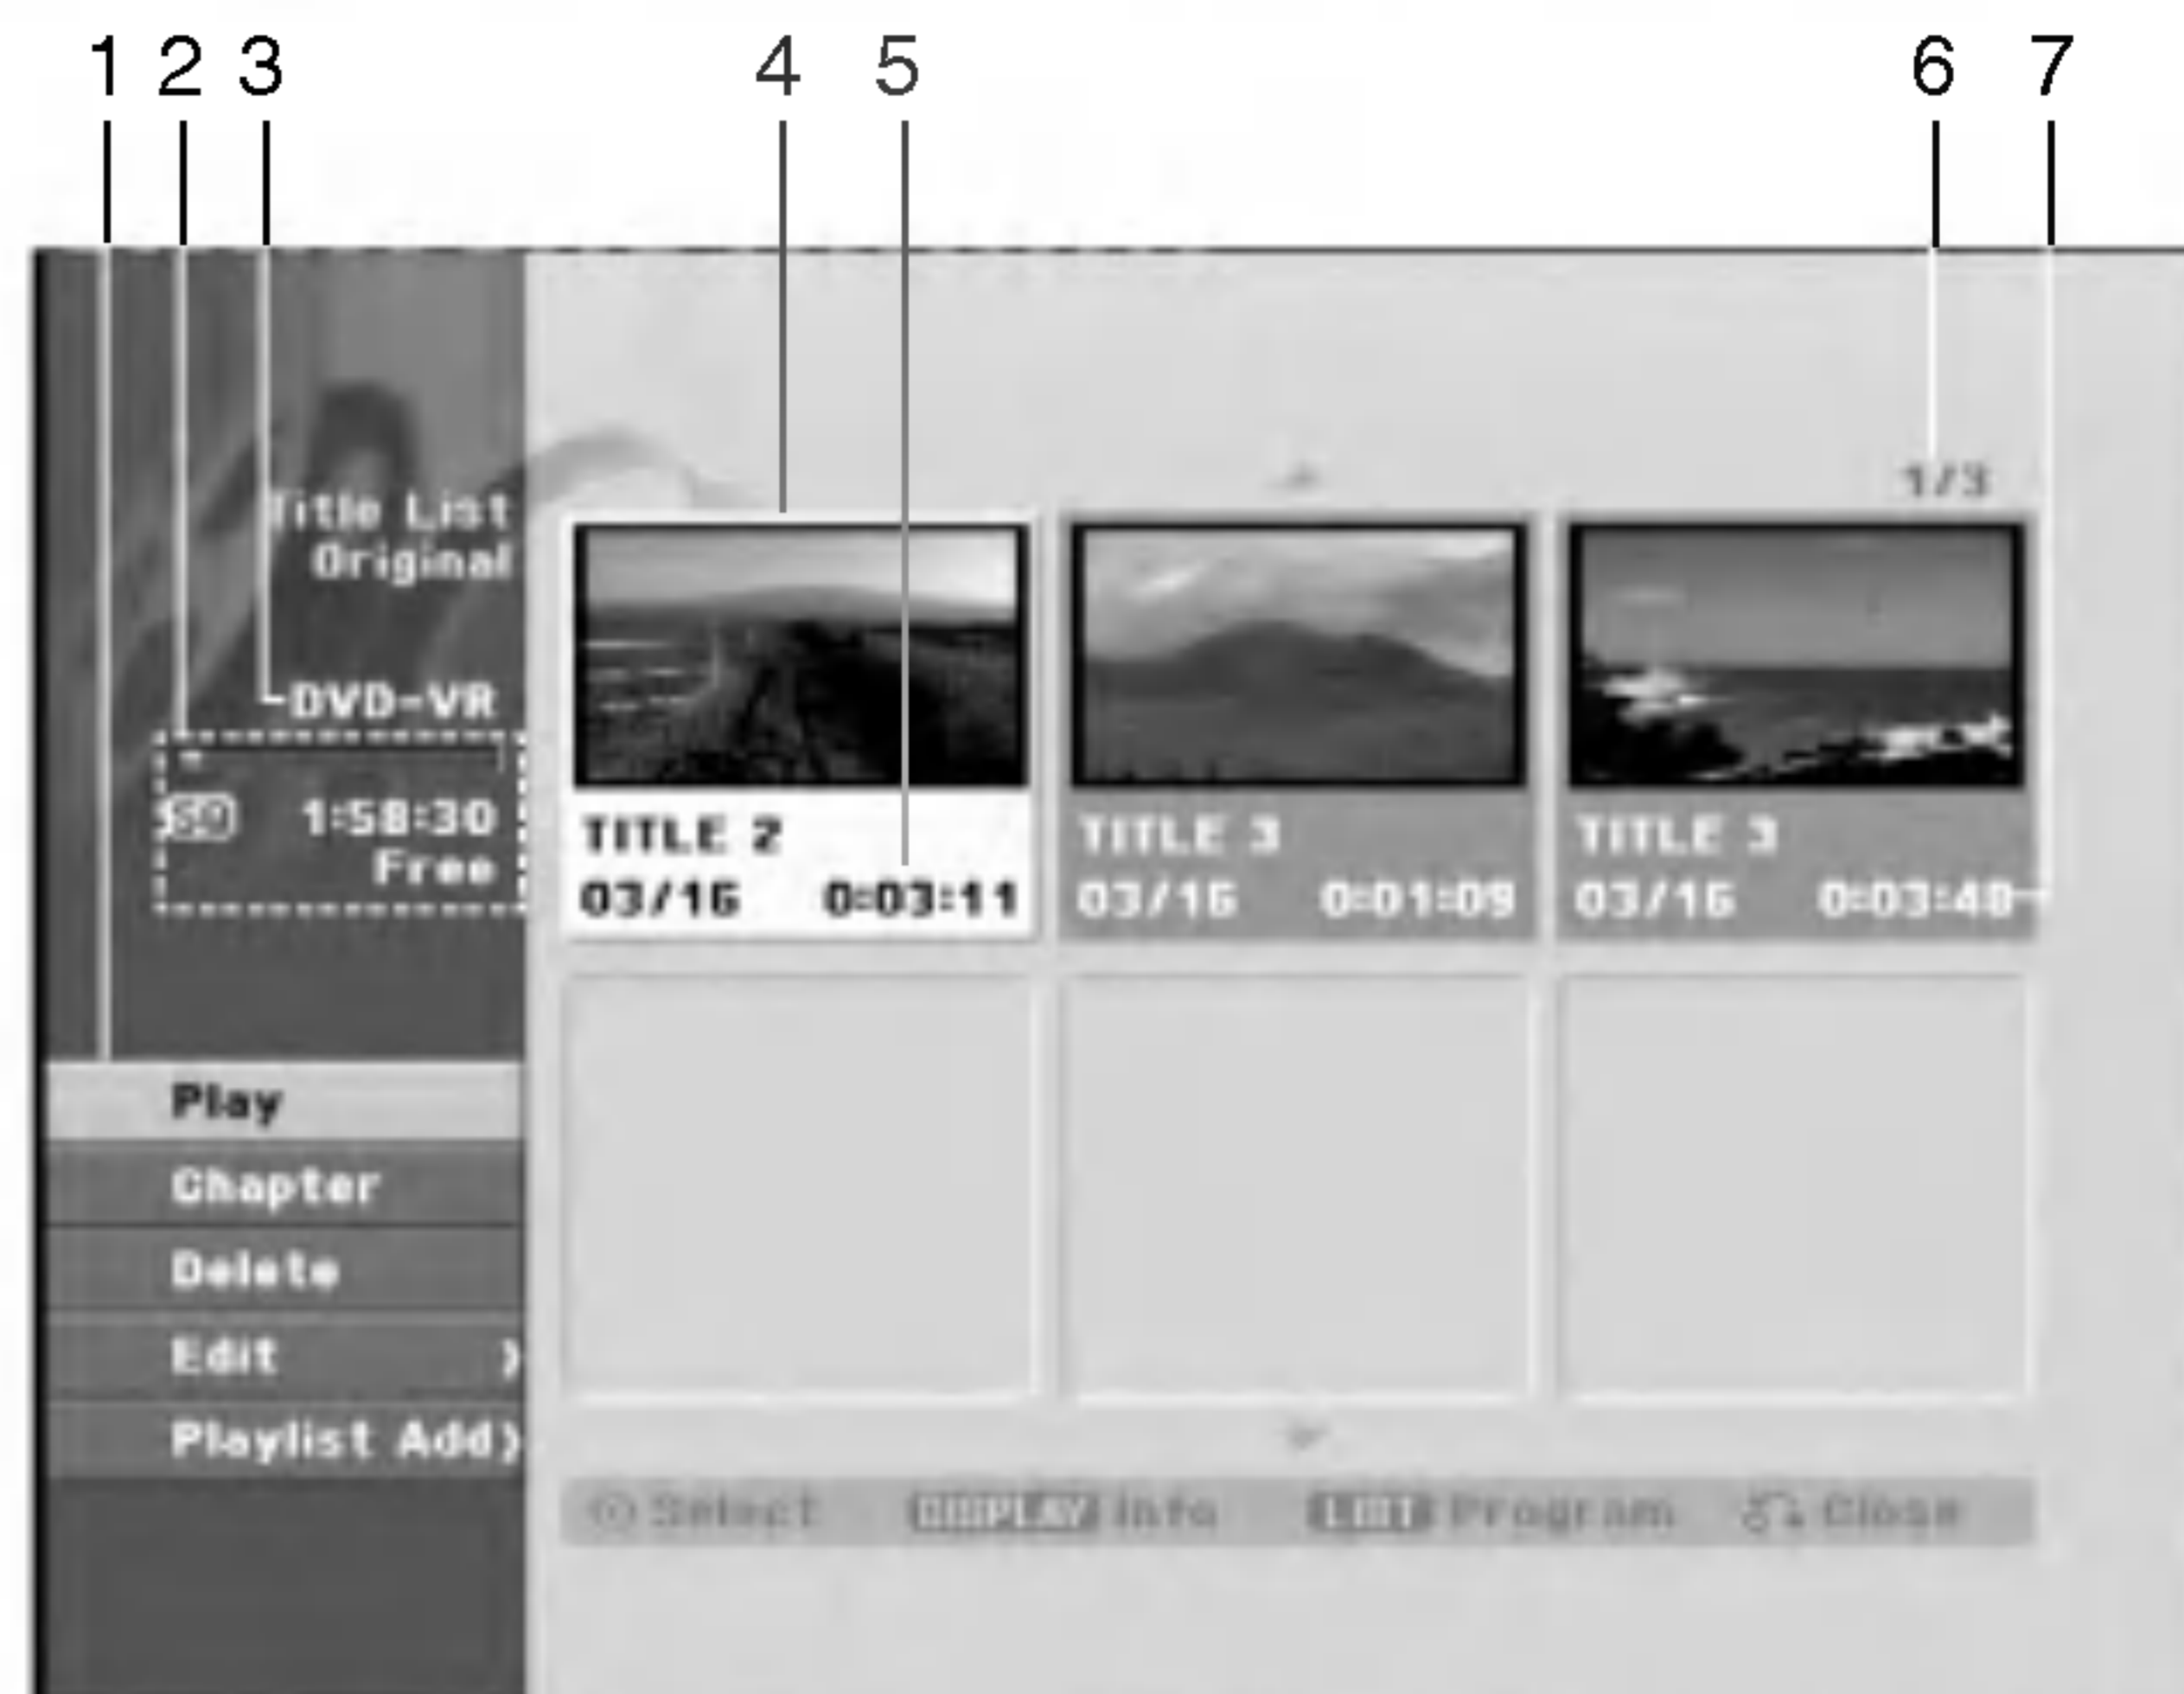 1 2 3 4 5 6 7
Title List
Original
DVD-VR
SQ 1:58:30
Free
1/3
TITLE 2
03/16 0:03:11
TITLE 3
03/16 0:01:09
TITLE 3
03/16 0:03:48
Play
Chapter
Delete
Edit
Playlist Add
Select DISPLAY Info LIST Program Close